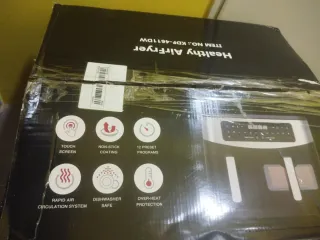 Healthy AirFryer
ITEM NO.: KDF-4811DW
TOUCH
SCREEN
NONSTICK
COATING
12 PRESET
PROGRAMS
RAPID AIR
CIRCULATION SYSTEM
DISHWASHER
SAFE
OVER-HEAT
PROTECTION